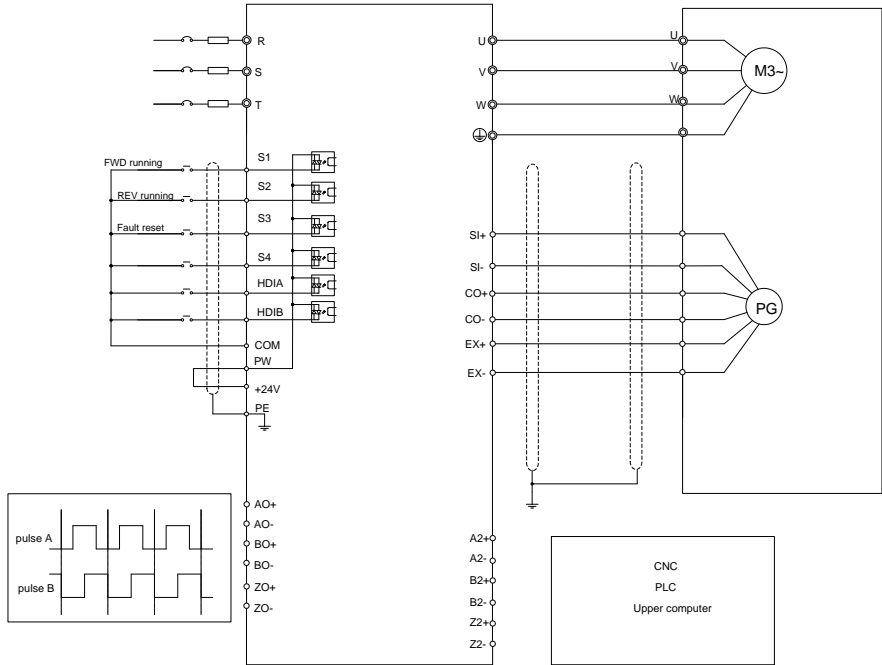 R
S
T
FWD running
REV running
Fault reset
S1
S2
S3
S4
HDIA
HDIB
COM
PW
+24V
PE
U
V
W
U
V
W
M3~
SI+
SI-
CO+
CO-
EX+
EX-
PG
pulse A
pulse B
AO+
AO-
BO+
BO-
ZO+
ZO-
A2+
A2-
B2+
B2-
Z2+
Z2-
CNC
PLC
Upper computer